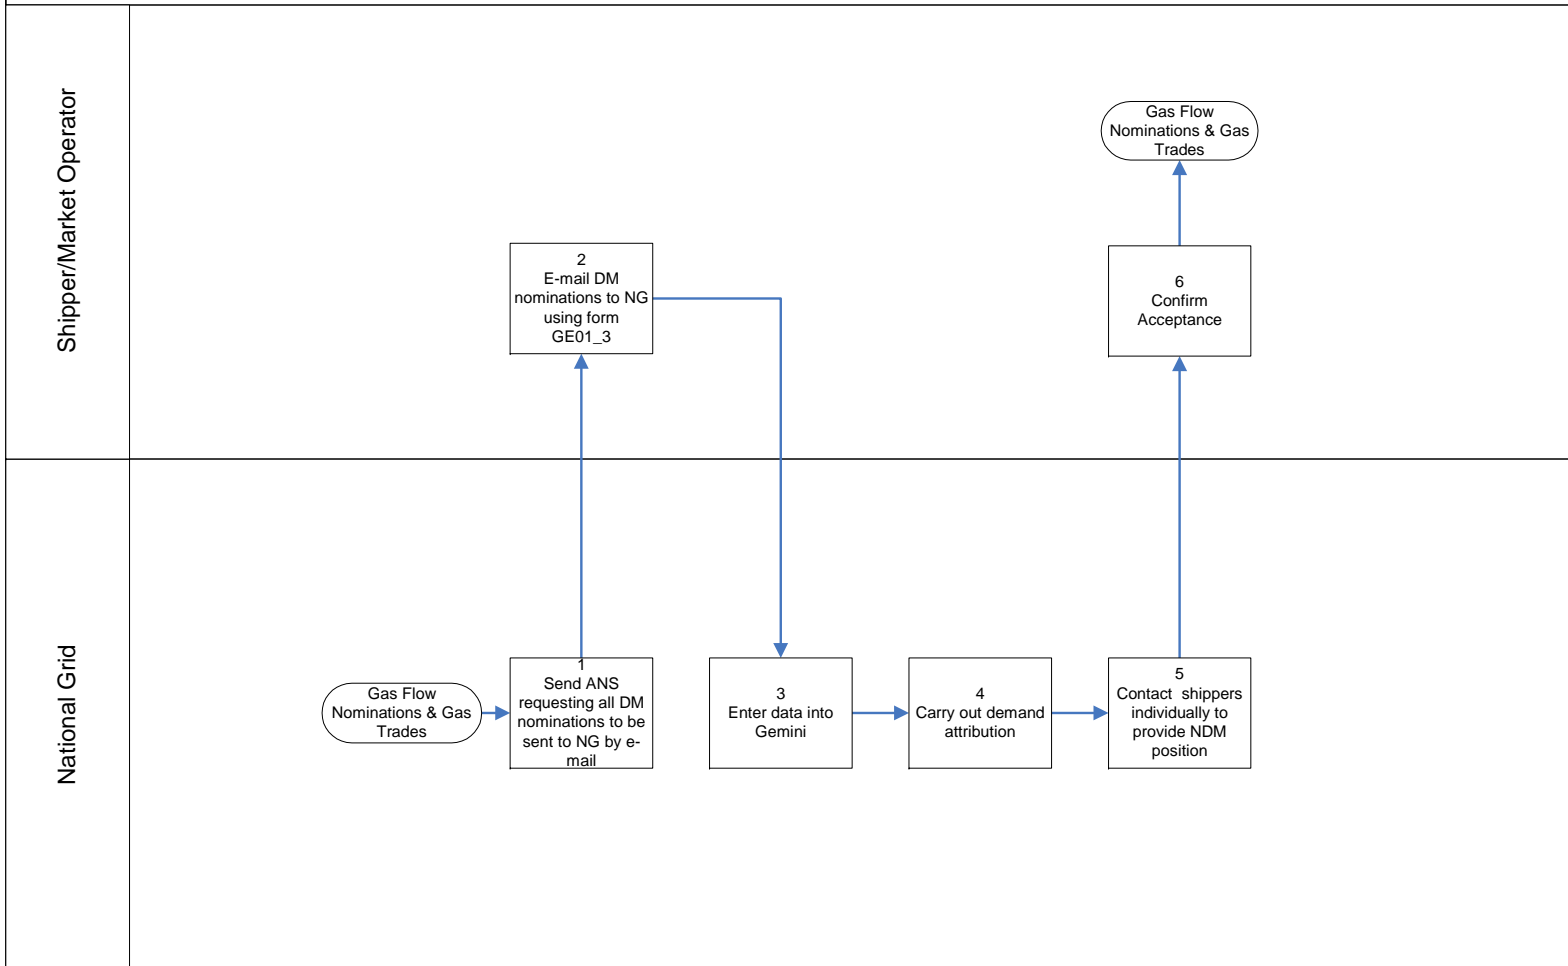 Shipper/Market Operator
Gas Flow
Nominations & Gas
Trades
2
E-mail DM
nominations to NG
using form
GE01_3
6
Confirm
Acceptance
National Grid
Gas Flow
Nominations & Gas
Trades
1
Send ANS
requesting all DM
nominations to be
sent to NG by e-
mail
3
Enter data into
Gemini
4
Carry out demand
attribution
5
Contact shippers
individually to
provide NDM
position